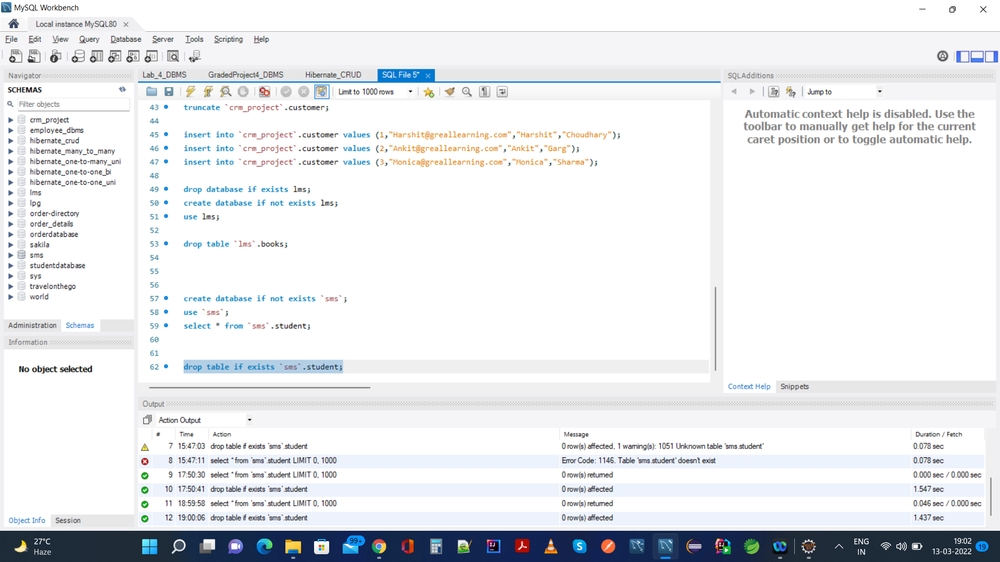 MySQL Workbench
Local instance MySQL80
File Edit View Query Database Server Tools Scripting Help
Navigator
SCHEMAS
Filter objects
crm_project
employee_dbms
hibernate_crud
hibernate_many_to_many
hibernate_one-to-many_uni
hibernate_one-to-one_bi
hibernate_one-to-one_uni
lms
lpg
order-directory
order_details
orderdatabase
sakila
sms
studentdatabase
sys
travelonthego
world
Administration Schemas
Information
No object selected
Object Info Session
Lab_4_DBMS GradedProject4_DBMS Hibernate_CRUD SQL File 5*
Limit to 1000 rows
43 truncate `crm_project`.customer;
44
45 insert into `crm_project`.customer values (1,"Harshit@greallearning.com","Harshit","Choudhary");
46 insert into `crm_project`.customer values (2,"Ankit@greallearning.com","Ankit","Garg");
47 insert into `crm_project`.customer values (3,"Monica@greallearning.com","Monica","Sharma");
48
49 drop database if exists lms;
50 create database if not exists lms;
51 use lms;
52
53 drop table `lms`.books;
54
55
56
57 create database if not exists `sms`;
58 use `sms`;
59 select * from `sms`.student;
60
61
62 drop table if exists `sms`.student;
SQLAdditions
Jump to
Automatic context help is disabled. Use the
toolbar to manually get help for the current
caret position or to toggle automatic help.
Context Help Snippets
Output
Action Output
# Time Action Message Duration / Fetch
7 15:47:03 drop table if exists `sms`.student 0 row(s) affected, 1 warning(s): 1051 Unknown table 'sms.student' 0.078 sec
8 15:47:11 select * from `sms`.student LIMIT 0, 1000 Error Code: 1146. Table 'sms.student' doesn't exist 0.078 sec
9 17:50:30 select * from `sms`.student LIMIT 0, 1000 0 row(s) returned 0.000 sec / 0.000 sec
10 17:50:41 drop table if exists `sms`.student 0 row(s) affected 1.547 sec
11 18:59:58 select * from `sms`.student LIMIT 0, 1000 0 row(s) returned 0.046 sec / 0.000 sec
12 19:00:06 drop table if exists `sms`.student 0 row(s) affected 1.437 sec
27°C
Haze
99+
ENG
IN
19:02
13-03-2022
19